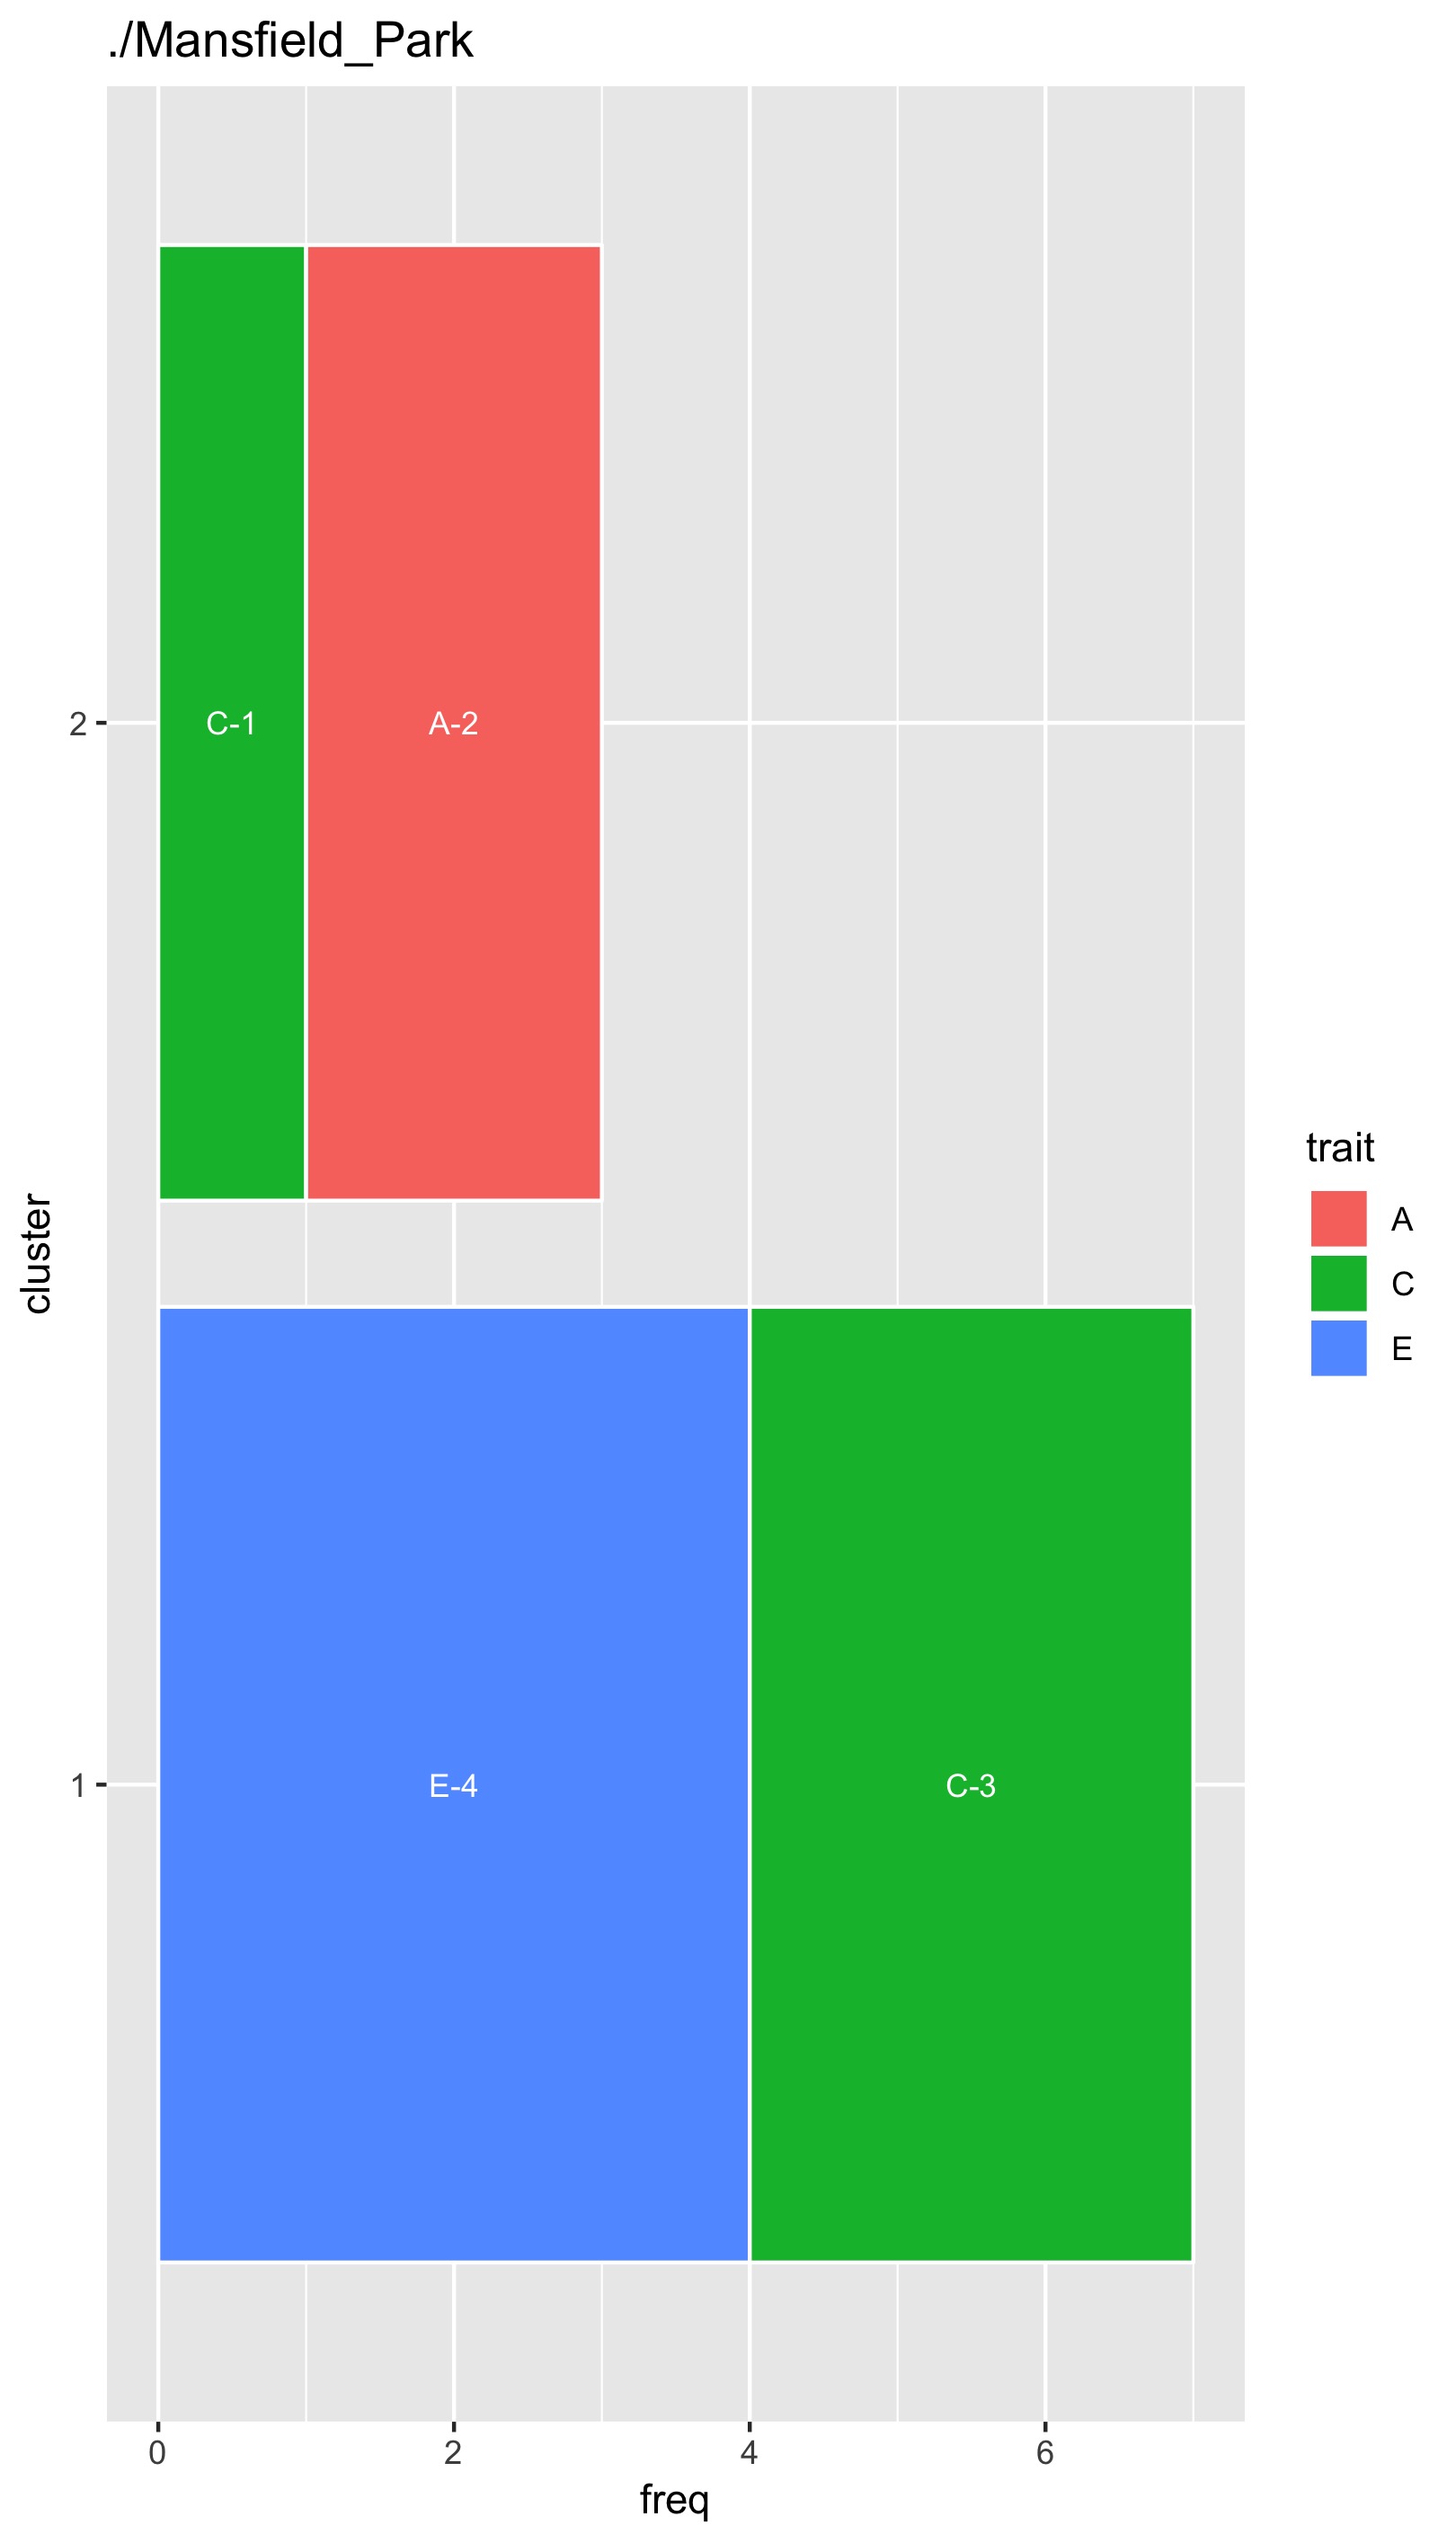 ./Mansfield_Park
cluster
2
C-1 A-2
1
E-4 C-3
0 2 4 6
freq
trait
A
C
E